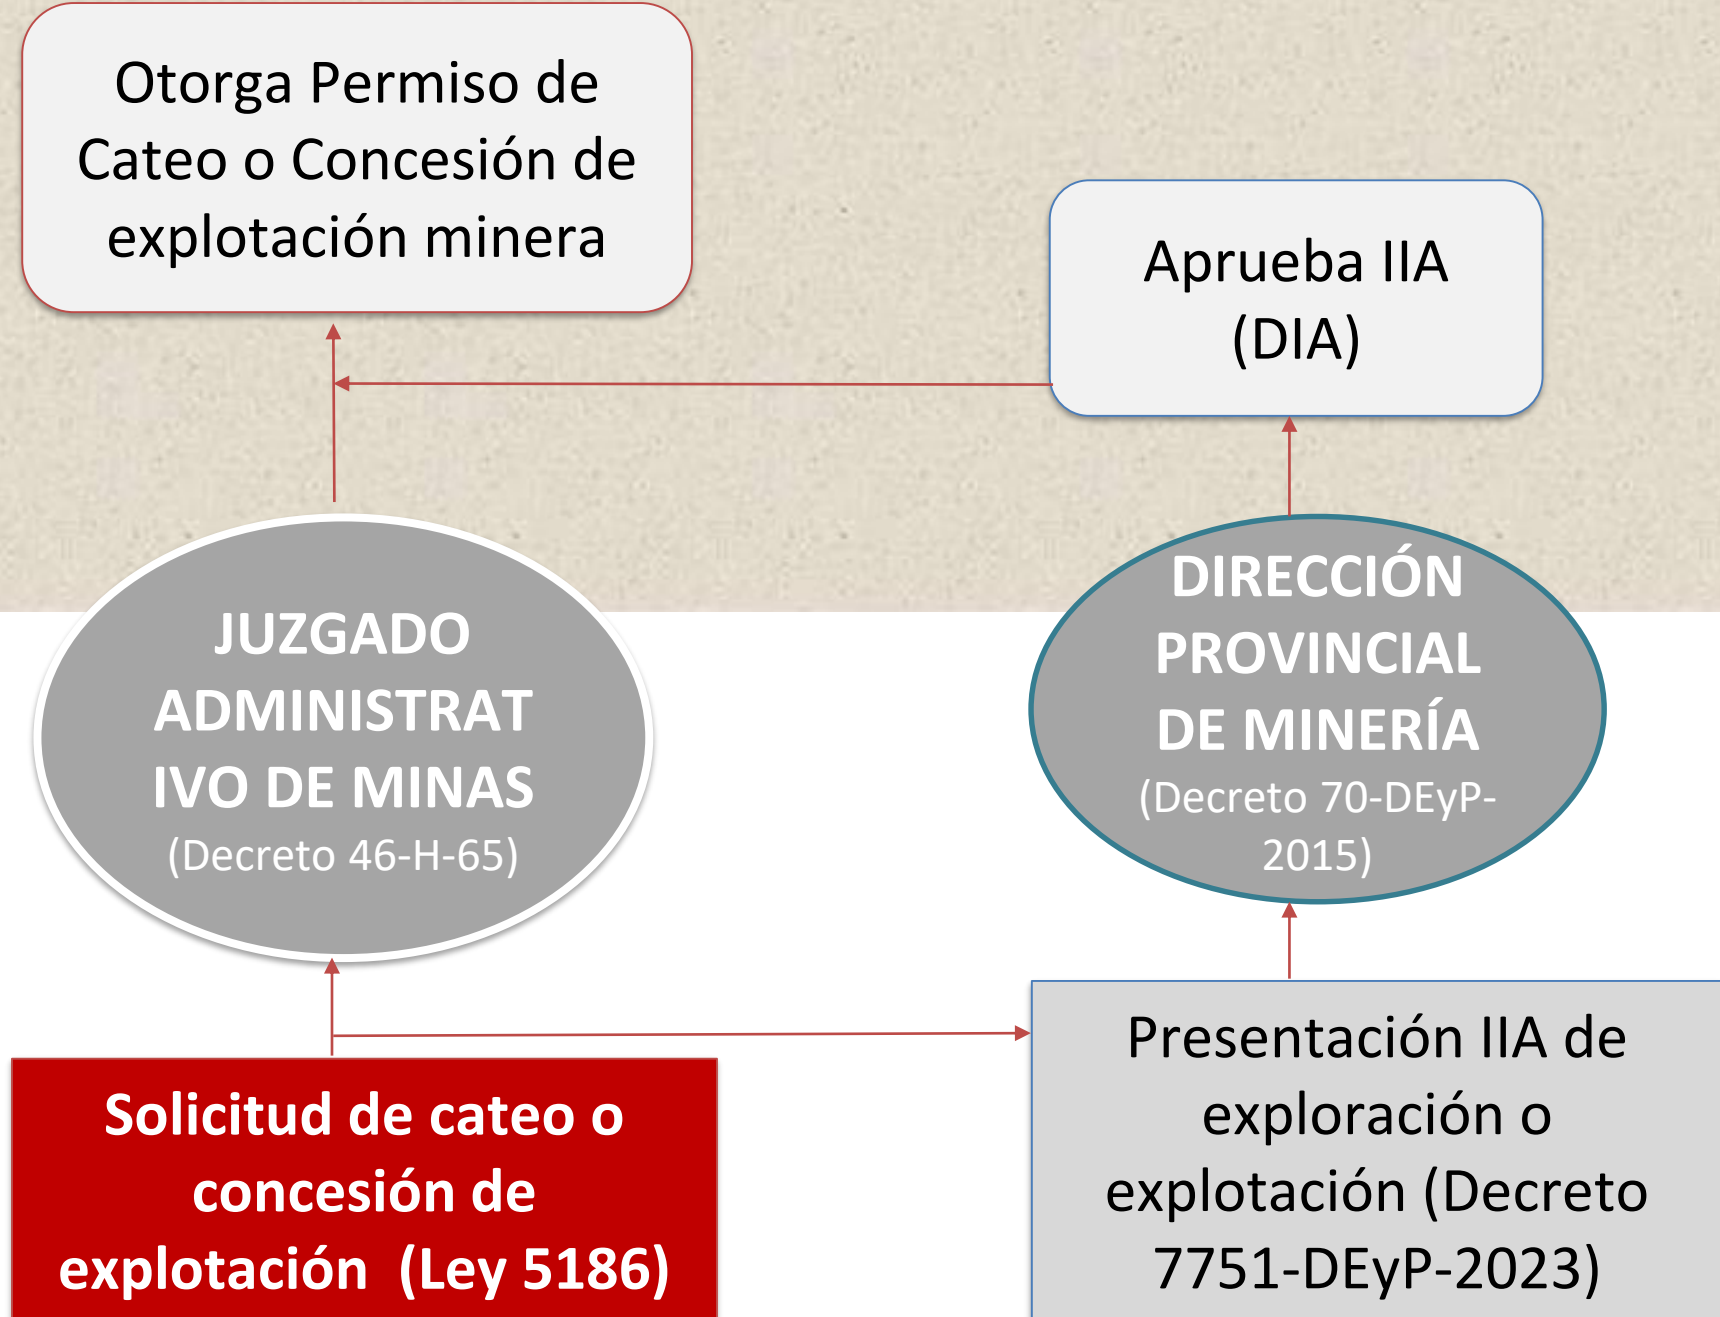 Otorga Permiso de
Cateo o Concesión de
explotación minera
Aprueba IIA
(DIA)
JUZGADO
ADMINISTRAT
IVO DE MINAS
(Decreto 46-H-65)
DIRECCIÓN
PROVINCIAL
DE MINERÍA
(Decreto 70-DEyP-
2015)
Solicitud de cateo o
concesión de
explotación  (Ley 5186)
Presentación IIA de
exploración o
explotación (Decreto
7751-DEyP-2023)